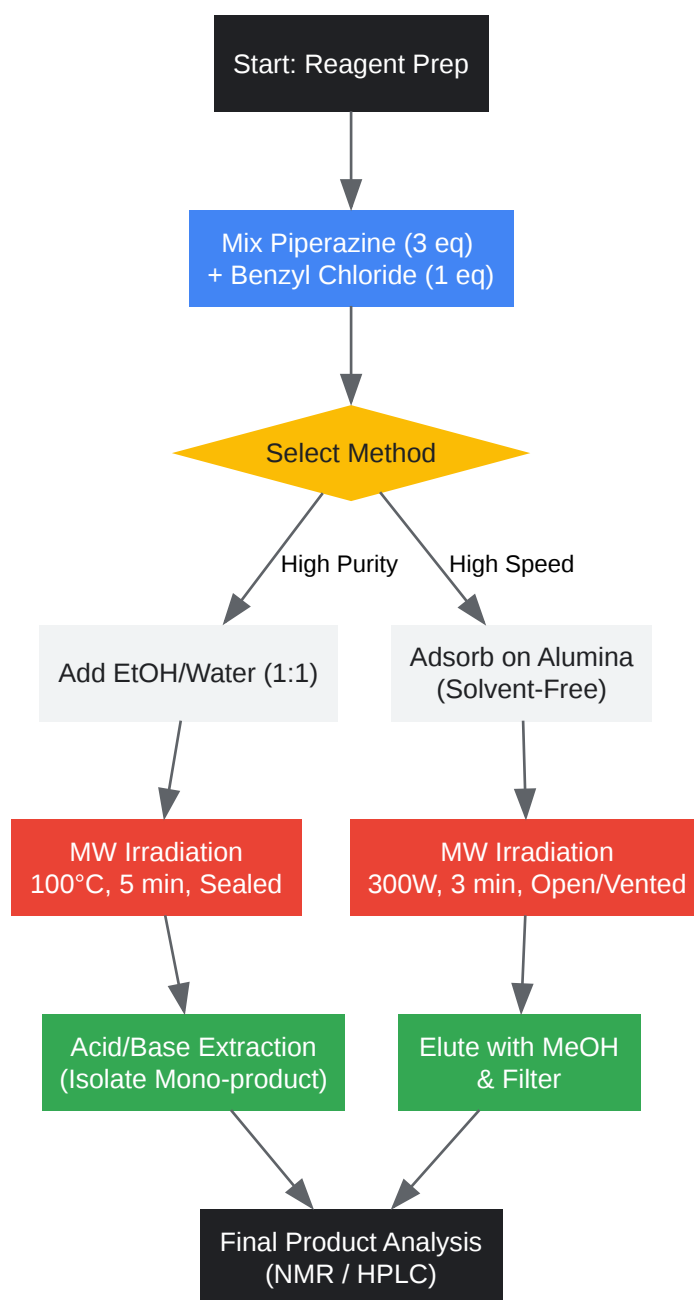 Start: Reagent Prep
Mix Piperazine (3 eq)
+ Benzyl Chloride (1 eq)
Select Method
High Purity
High Speed
Add EtOH/Water (1:1)
Adsorb on Alumina
(Solvent-Free)
MW Irradiation
100°C, 5 min, Sealed
MW Irradiation
300W, 3 min, Open/Vented
Acid/Base Extraction
(Isolate Mono-product)
Elute with MeOH
& Filter
Final Product Analysis
(NMR / HPLC)